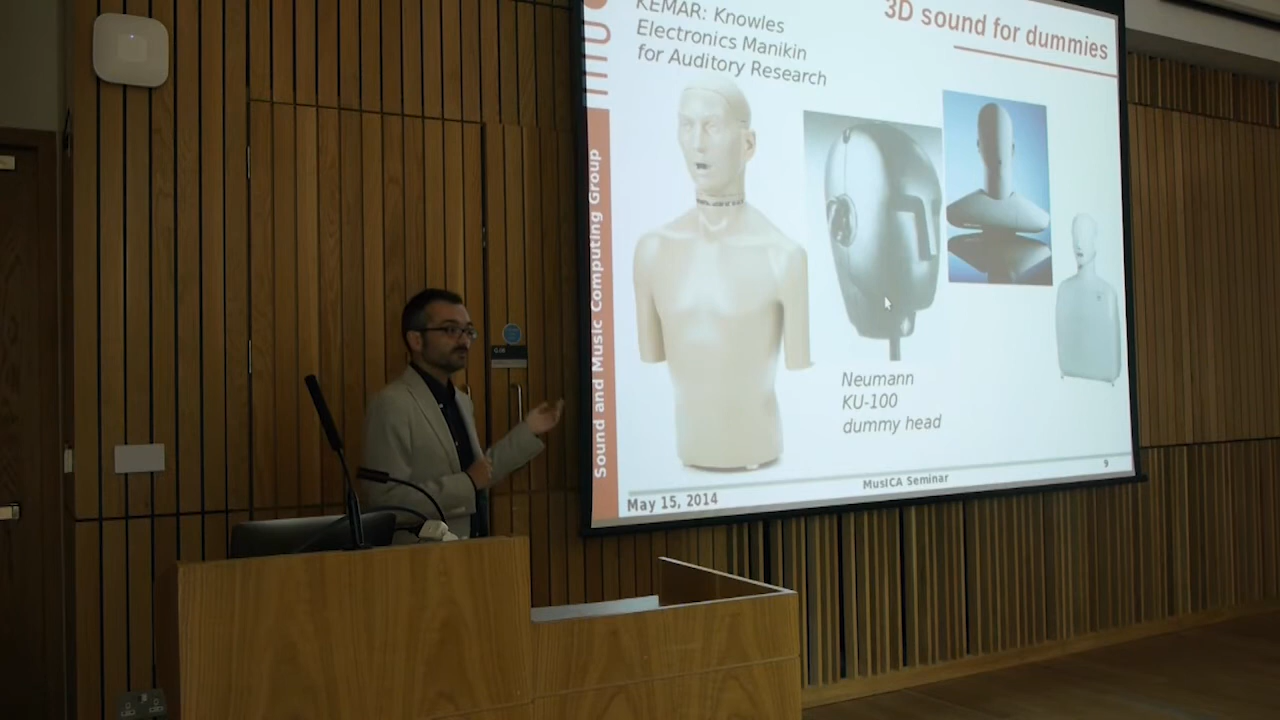 KEMAR: Knowles
Electronics Manikin
for Auditory Research
3D sound for dummies
Sound and Music Computing Group
Neumann
KU-100
dummy head
May 15, 2014
MusICA Seminar
9